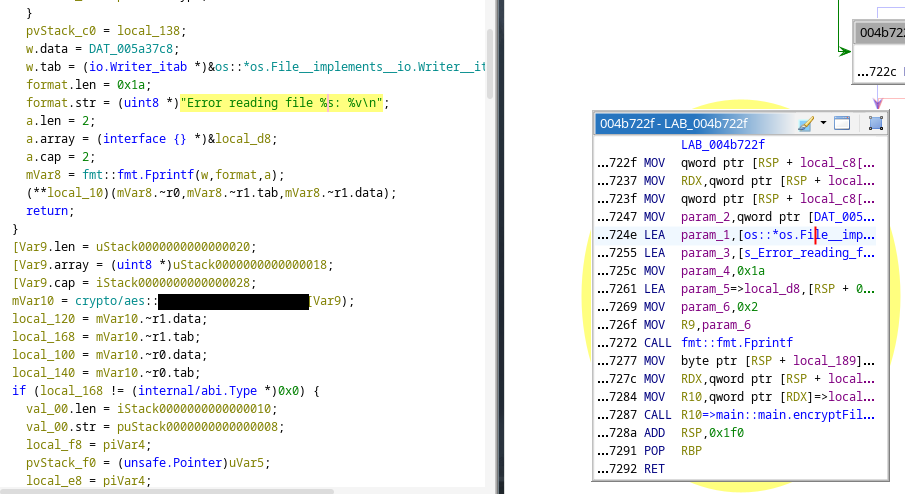 }
pvStack_c0 = local_138;
w.data = DAT_005a37c8;
w.tab = (io.Writer_itab *)&os::*os.File__implements__io.Writer__it
format.len = 0x1a;
format.str = (uint8 *)"Error reading file %s: %v\n";
a.len = 2;
a.array = (interface {} *)&local_d8;
a.cap = 2;
mVar8 = fmt::fmt.Fprintf(w,format,a);
(**local_10)(mVar8.~r0,mVar8.~r1.tab,mVar8.~r1.data);
return;
}
[Var9.len = uStack0000000000000020;
[Var9.array = (uint8 *)uStack0000000000000018;
[Var9.cap = iStack0000000000000028;
mVar10 = crypto/aes:: [Var9);
local_120 = mVar10.~r1.data;
local_168 = mVar10.~r1.tab;
local_100 = mVar10.~r0.data;
local_140 = mVar10.~r0.tab;
if (local_168 != (internal/abi.Type *)0x0) {
val_00.len = iStack0000000000000010;
val_00.str = puStack0000000000000008;
local_f8 = piVar4;
pvStack_f0 = (unsafe.Pointer)uVar5;
local_e8 = piVar4;
004b722
...722c
004b722f - LAB_004b722f
LAB_004b722f
...722f MOV qword ptr [RSP + local_c8[...
...7237 MOV RDX,qword ptr [RSP + local...
...723f MOV qword ptr [RSP + local_c8[...
...7247 MOV param_2,qword ptr [DAT_005...
...724e LEA param_1,[os::*os.File__imp...
...7255 LEA param_3,[s_Error_reading_f...
...725c MOV param_4,0x1a
...7261 LEA param_5=>local_d8,[RSP + 0...
...7269 MOV param_6,0x2
...726f MOV R9,param_6
...7272 CALL fmt::fmt.Fprintf
...7277 MOV byte ptr [RSP + local_189]...
...727c MOV RDX,qword ptr [RSP + local...
...7284 MOV R10,qword ptr [RDX]=>local...
...7287 CALL R10=>main::main.encryptFil...
...728a ADD RSP,0x1f0
...7291 POP RBP
...7292 RET